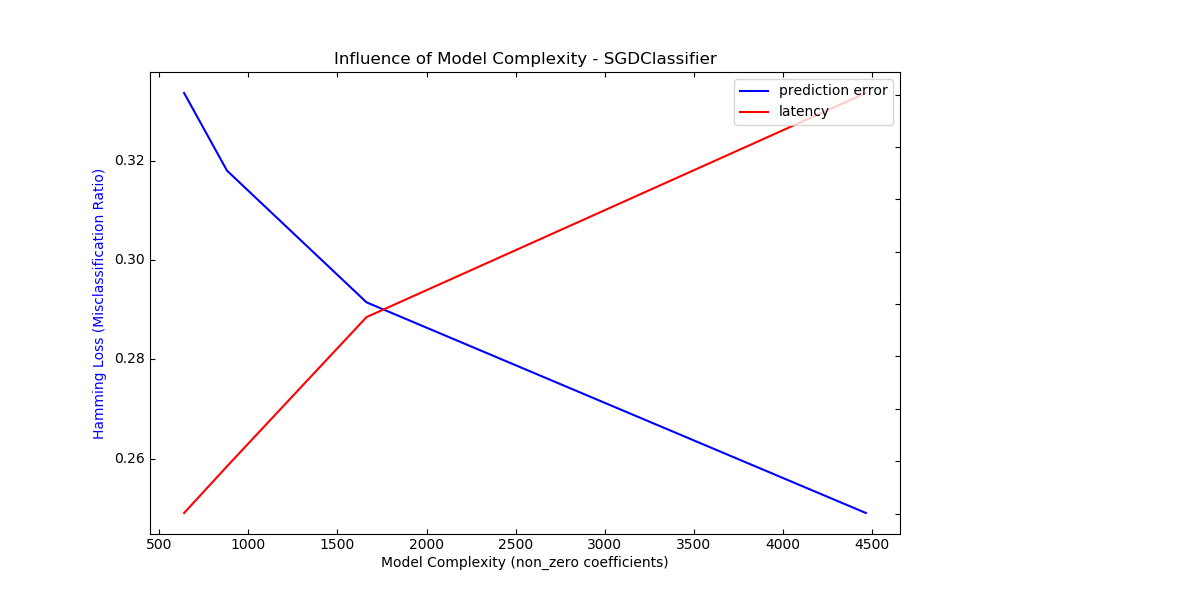 Influence of Model Complexity - SGDClassifier
prediction error
latency
Hamming Loss (Misclassification Ratio)
0.32
0.30
0.28
0.26
500 1000 1500 2000 2500 3000 3500 4000 4500
Model Complexity (non_zero coefficients)